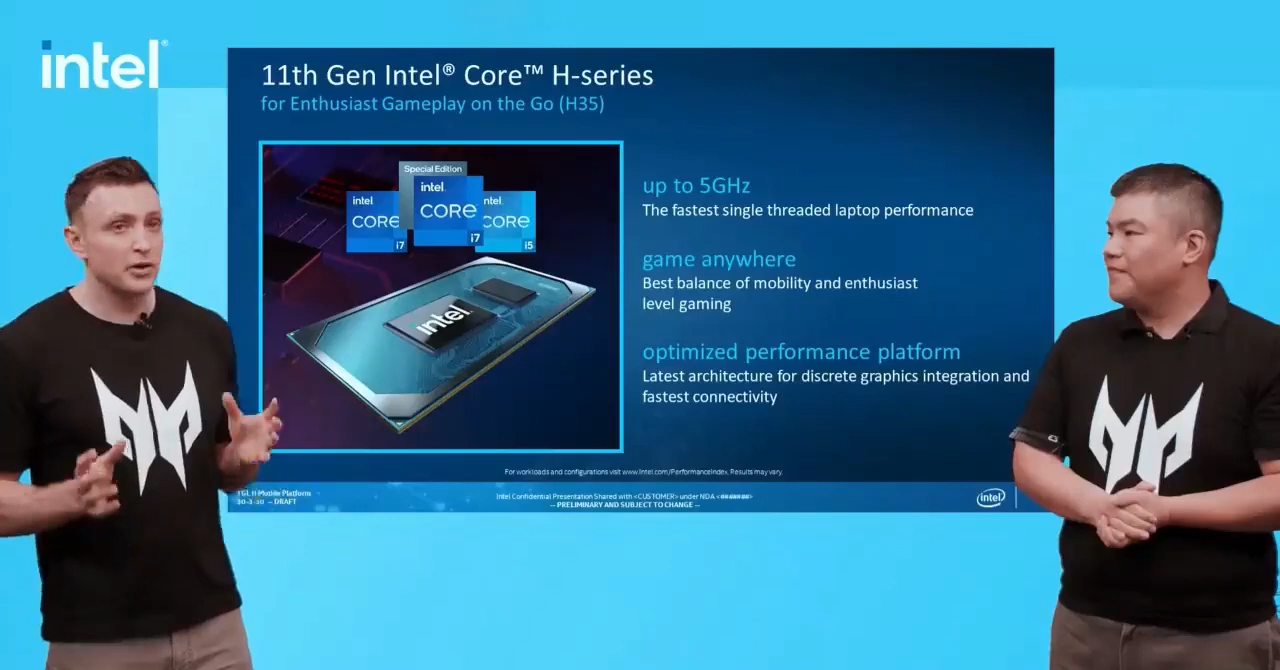 intel®
11th Gen Intel® Core™ H-series
for Enthusiast Gameplay on the Go (H35)
Special Edition
intel.
CORE
i7
intel.
CORE
i7
intel.
CORE
i5
intel.
up to 5GHz
The fastest single threaded laptop performance
game anywhere
Best balance of mobility and enthusiast
level gaming
optimized performance platform
Latest architecture for discrete graphics integration and
fastest connectivity
For workloads and configurations visit www.Intel.com/PerformanceIndex. Results may vary.
TGL H Mobile Platform
-- DRAFT
Intel Confidential Presentation Shared with <CUSTOMER> under NDA <#######>
-- PRELIMINARY AND SUBJECT TO CHANGE --
intel